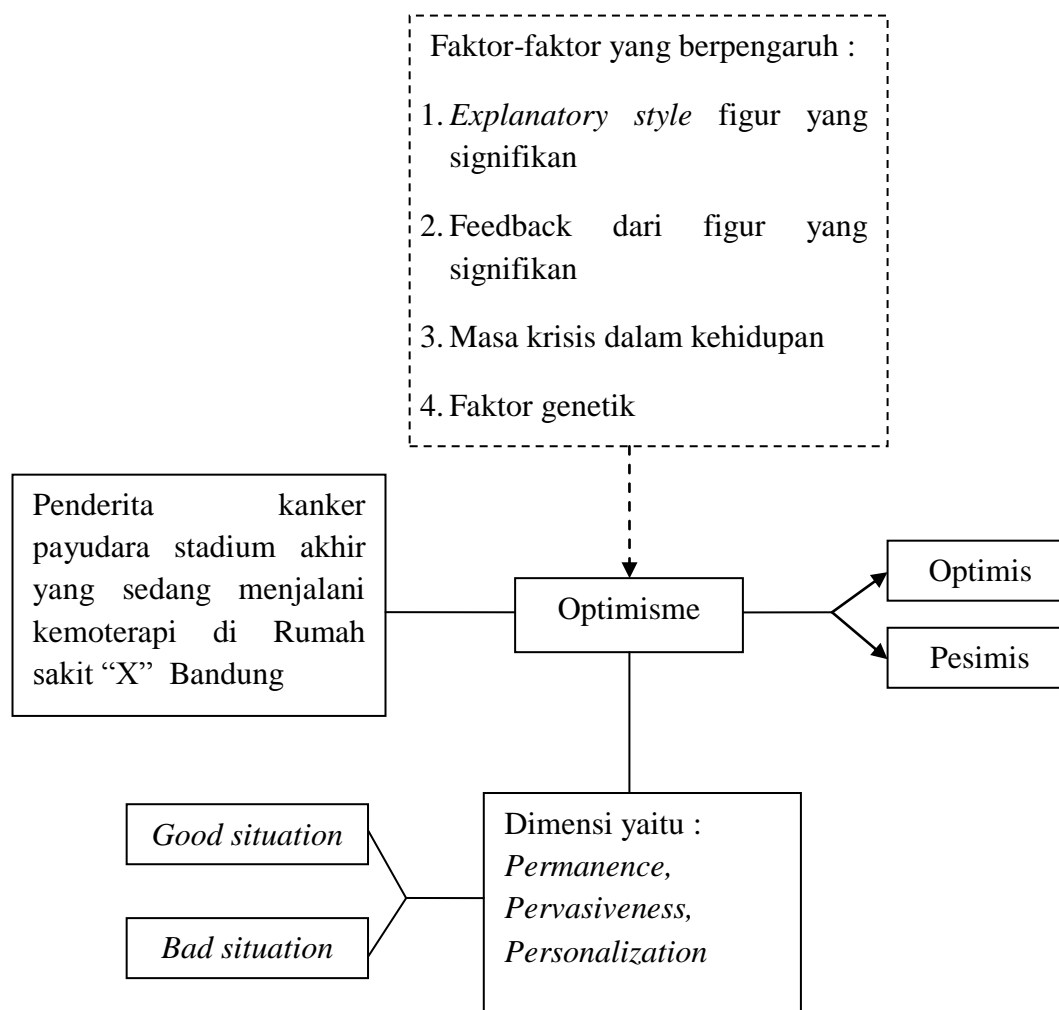 Faktor-faktor yang berpengaruh :
1. Explanatory style figur yang
signifikan
2. Feedback dari figur yang
signifikan
3. Masa krisis dalam kehidupan
4. Faktor genetik
Penderita kanker
payudara stadium akhir
yang sedang menjalani
kemoterapi di Rumah
sakit “X” Bandung
Optimisme
Optimis
Pesimis
Good situation
Bad situation
Dimensi yaitu :
Permanence,
Pervasiveness,
Personalization